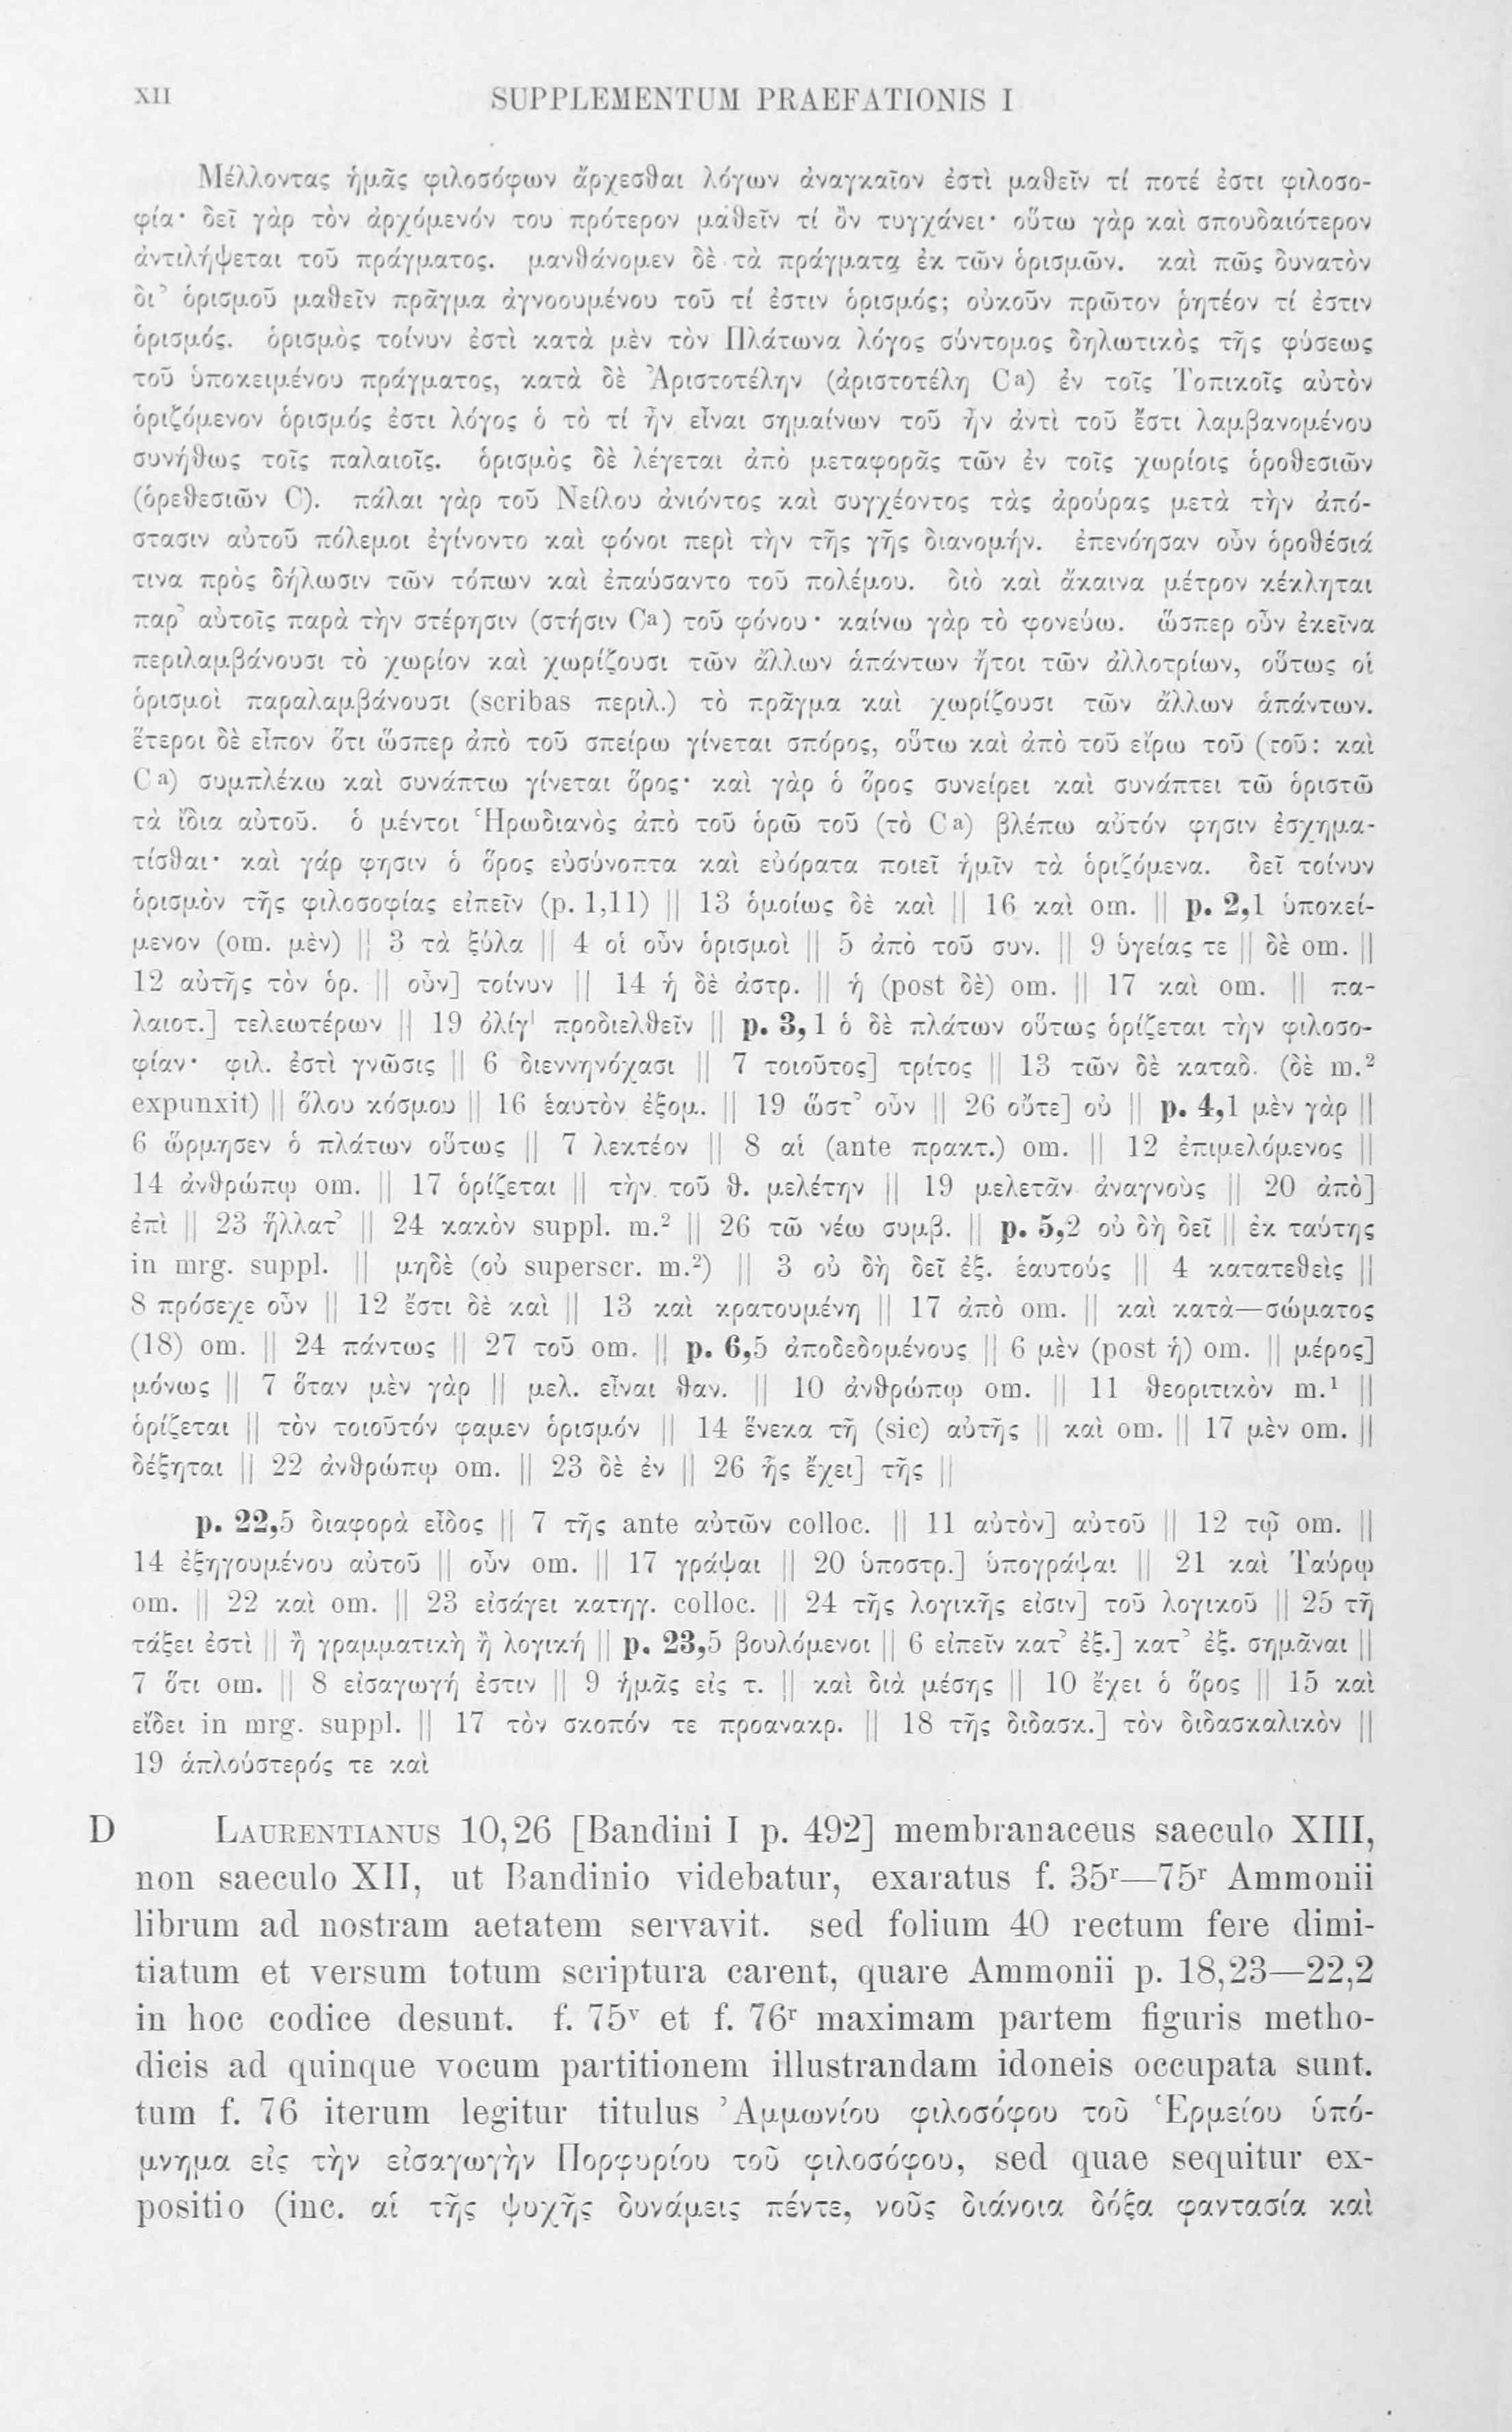 XII
SUPPLEMENTUM PRAEFATIONIS I
Μέλλοντας ἡμᾶς φιλοσόφων ἄρχεσθαι λόγων ἀναγκαῖον ἐστὶ μαθεῖν τί ποτέ ἐστι φιλοσο-
φία· δεῖ γὰρ τὸν ἀρχόμενόν του πρότερον μαθεῖν τί ὂν τυγχάνει· οὕτω γὰρ καὶ σπουδαιότερον
ἀντιλήψεται τοῦ πράγματος. μανθάνομεν δὲ τὰ πράγματα ἐκ τῶν ὁρισμῶν. καὶ πῶς δυνατὸν
δι' ὁρισμοῦ μαθεῖν πρᾶγμα ἀγνοουμένου τοῦ τί ἐστιν ὁρισμός; οὐκοῦν πρῶτον ῥητέον τί ἐστιν
ὁρισμός. ὁρισμὸς τοίνυν ἐστὶ κατὰ μὲν τὸν Πλάτωνα λόγος σύντομος δηλωτικὸς τῆς φύσεως
τοῦ ὑποκειμένου πράγματος, κατὰ δὲ Ἀριστοτέλην (ἀριστοτέλη Cᵃ) ἐν τοῖς Τοπικοῖς αὐτὸν
ὁριζόμενον ὁρισμός ἐστι λόγος ὁ τὸ τί ἦν εἶναι σημαίνων τοῦ ἦν ἀντὶ τοῦ ἔστι λαμβανομένου
συνήθως τοῖς παλαιοῖς. ὁρισμὸς δὲ λέγεται ἀπὸ μεταφορᾶς τῶν ἐν τοῖς χωρίοις ὁροθεσιῶν
(ὁρεθεσιῶν C). πάλαι γὰρ τοῦ Νείλου ἀνιόντος καὶ συγχέοντος τὰς ἀρούρας μετὰ τὴν ἀπό-
στασιν αὐτοῦ πόλεμοι ἐγίνοντο καὶ φόνοι περὶ τὴν τῆς γῆς διανομήν. ἐπενόησαν οὖν ὁροθέσιά
τινα πρὸς δήλωσιν τῶν τόπων καὶ ἐπαύσαντο τοῦ πολέμου. διὸ καὶ ἄκαινα μέτρον κέκληται
παρ' αὐτοῖς παρὰ τὴν στέρησιν (στήσιν Cᵃ) τοῦ φόνου· καίνω γὰρ τὸ φονεύω. ὥσπερ οὖν ἐκεῖνα
περιλαμβάνουσι τὸ χωρίον καὶ χωρίζουσι τῶν ἄλλων ἁπάντων ἤτοι τῶν ἀλλοτρίων, οὕτως οἱ
ὁρισμοὶ παραλαμβάνουσι (scribas περιλ.) τὸ πρᾶγμα καὶ χωρίζουσι τῶν ἄλλων ἁπάντων.
ἕτεροι δὲ εἶπον ὅτι ὥσπερ ἀπὸ τοῦ σπείρω γίνεται σπόρος, οὕτω καὶ ἀπὸ τοῦ εἴρω τοῦ (τοῦ: καὶ
Cᵃ) συμπλέκω καὶ συνάπτω γίνεται ὅρος· καὶ γὰρ ὁ ὅρος συνείρει καὶ συνάπτει τῶ ὁριστῶ
τὰ ἴδια αὐτοῦ. ὁ μέντοι Ἡρωδιανὸς ἀπὸ τοῦ ὁρῶ τοῦ (τὸ Cᵃ) βλέπω αὐτόν φησιν ἐσχημα-
τίσθαι· καὶ γάρ φησιν ὁ ὅρος εὐσύνοπτα καὶ εὐόρατα ποιεῖ ἡμῖν τὰ ὁριζόμενα. δεῖ τοίνυν
ὁρισμὸν τῆς φιλοσοφίας εἰπεῖν (p. 1,11) || 13 ὁμοίως δὲ καὶ || 16 καὶ om. || p. 2,1 ὑποκεί-
μενον (om. μὲν) || 3 τὰ ξύλα || 4 οἱ οὖν ὁρισμοὶ || 5 ἀπὸ τοῦ συν. || 9 ὑγείας τε || δὲ om. ||
12 αὐτῆς τὸν ὁρ. || οὖν] τοίνυν || 14 ἡ δὲ ἀστρ. || ἡ (post δὲ) om. || 17 καὶ om. || πα-
λαιοτ.] τελεωτέρων || 19 ὀλίγ' προδιελθεῖν || p. 3,1 ὁ δὲ πλάτων οὕτως ὁρίζεται τὴν φιλοσο-
φίαν· φιλ. ἐστὶ γνῶσις || 6 διεννηνόχασι || 7 τοιοῦτος] τρίτος || 13 τῶν δὲ καταδ. (δὲ m.²
expunxit) || ὅλου κόσμου || 16 ἑαυτὸν ἐξομ. || 19 ὥστ' οὖν || 26 οὔτε] οὐ || p. 4,1 μὲν γὰρ ||
6 ὥρμησεν ὁ πλάτων οὕτως || 7 λεκτέον || 8 αἱ (ante πρακτ.) om. || 12 ἐπιμελόμενος ||
14 ἀνθρώπῳ om. || 17 ὁρίζεται || τὴν τοῦ θ. μελέτην || 19 μελετᾶν ἀναγνοὺς || 20 ἀπὸ]
ἐπὶ || 23 ἥλλατ' || 24 κακὸν suppl. m.² || 26 τῶ νέω συμβ. || p. 5,2 οὐ δὴ δεῖ || ἐκ ταύτης
in mrg. suppl. || μηδὲ (οὐ superscr. m.²) || 3 οὐ δὴ δεῖ ἐξ. ἑαυτούς || 4 κατατεθεὶς ||
8 πρόσεχε οὖν || 12 ἔστι δὲ καὶ || 13 καὶ κρατουμένη || 17 ἀπὸ om. || καὶ κατὰ—σώματος
(18) om. || 24 πάντως || 27 τοῦ om. || p. 6,5 ἀποδεδομένους || 6 μὲν (post ἡ) om. || μέρος]
μόνως || 7 ὅταν μὲν γὰρ || μελ. εἶναι θαν. || 10 ἀνθρώπῳ om. || 11 θεοριτικὸν m.¹ ||
ὁρίζεται || τὸν τοιοῦτόν φαμεν ὁρισμόν || 14 ἕνεκα τῆ (sic) αὐτῆς || καὶ om. || 17 μὲν om. ||
δέξηται || 22 ἀνθρώπῳ om. || 23 δὲ ἐν || 26 ἧς ἔχει] τῆς ||
p. 22,5 διαφορὰ εἶδος || 7 τῆς ante αὐτῶν colloc. || 11 αὐτὸν] αὐτοῦ || 12 τῷ om. ||
14 ἐξηγουμένου αὐτοῦ || οὖν om. || 17 γράψαι || 20 ὑποστρ.] ὑπογράψαι || 21 καὶ Ταύρῳ
om. || 22 καὶ om. || 23 εἰσάγει κατηγ. colloc. || 24 τῆς λογικῆς εἰσιν] τοῦ λογικοῦ || 25 τῆ
τάξει ἐστὶ || ἢ γραμματικὴ ἢ λογική || p. 23,5 βουλόμενοι || 6 εἰπεῖν κατ' ἐξ.] κατ' ἐξ. σημᾶναι ||
7 ὅτι om. || 8 εἰσαγωγή ἐστιν || 9 ἡμᾶς εἰς τ. || καὶ διὰ μέσης || 10 ἔχει ὁ ὅρος || 15 καὶ
εἴδει in mrg. suppl. || 17 τὸν σκοπόν τε προανακρ. || 18 τῆς διδασκ.] τὸν διδασκαλικὸν ||
19 ἁπλούστερός τε καὶ
D LAURENTIANUS 10,26 [Bandini I p. 492] membranaceus saeculo XIII,
non saeculo XII, ut Bandinio videbatur, exaratus f. 35ʳ—75ʳ Ammonii
librum ad nostram aetatem servavit. sed folium 40 rectum fere dimi-
tiatum et versum totum scriptura carent, quare Ammonii p. 18,23—22,2
in hoc codice desunt. f. 75ᵛ et f. 76ʳ maximam partem figuris metho-
dicis ad quinque vocum partitionem illustrandam idoneis occupata sunt.
tum f. 76 iterum legitur titulus Ἀμμωνίου φιλοσόφου τοῦ Ἑρμείου ὑπό-
μνημα εἰς τὴν εἰσαγωγὴν Πορφυρίου τοῦ φιλοσόφου, sed quae sequitur ex-
positio (inc. αἱ τῆς ψυχῆς δυνάμεις πέντε, νοῦς διάνοια δόξα φαντασία καὶ